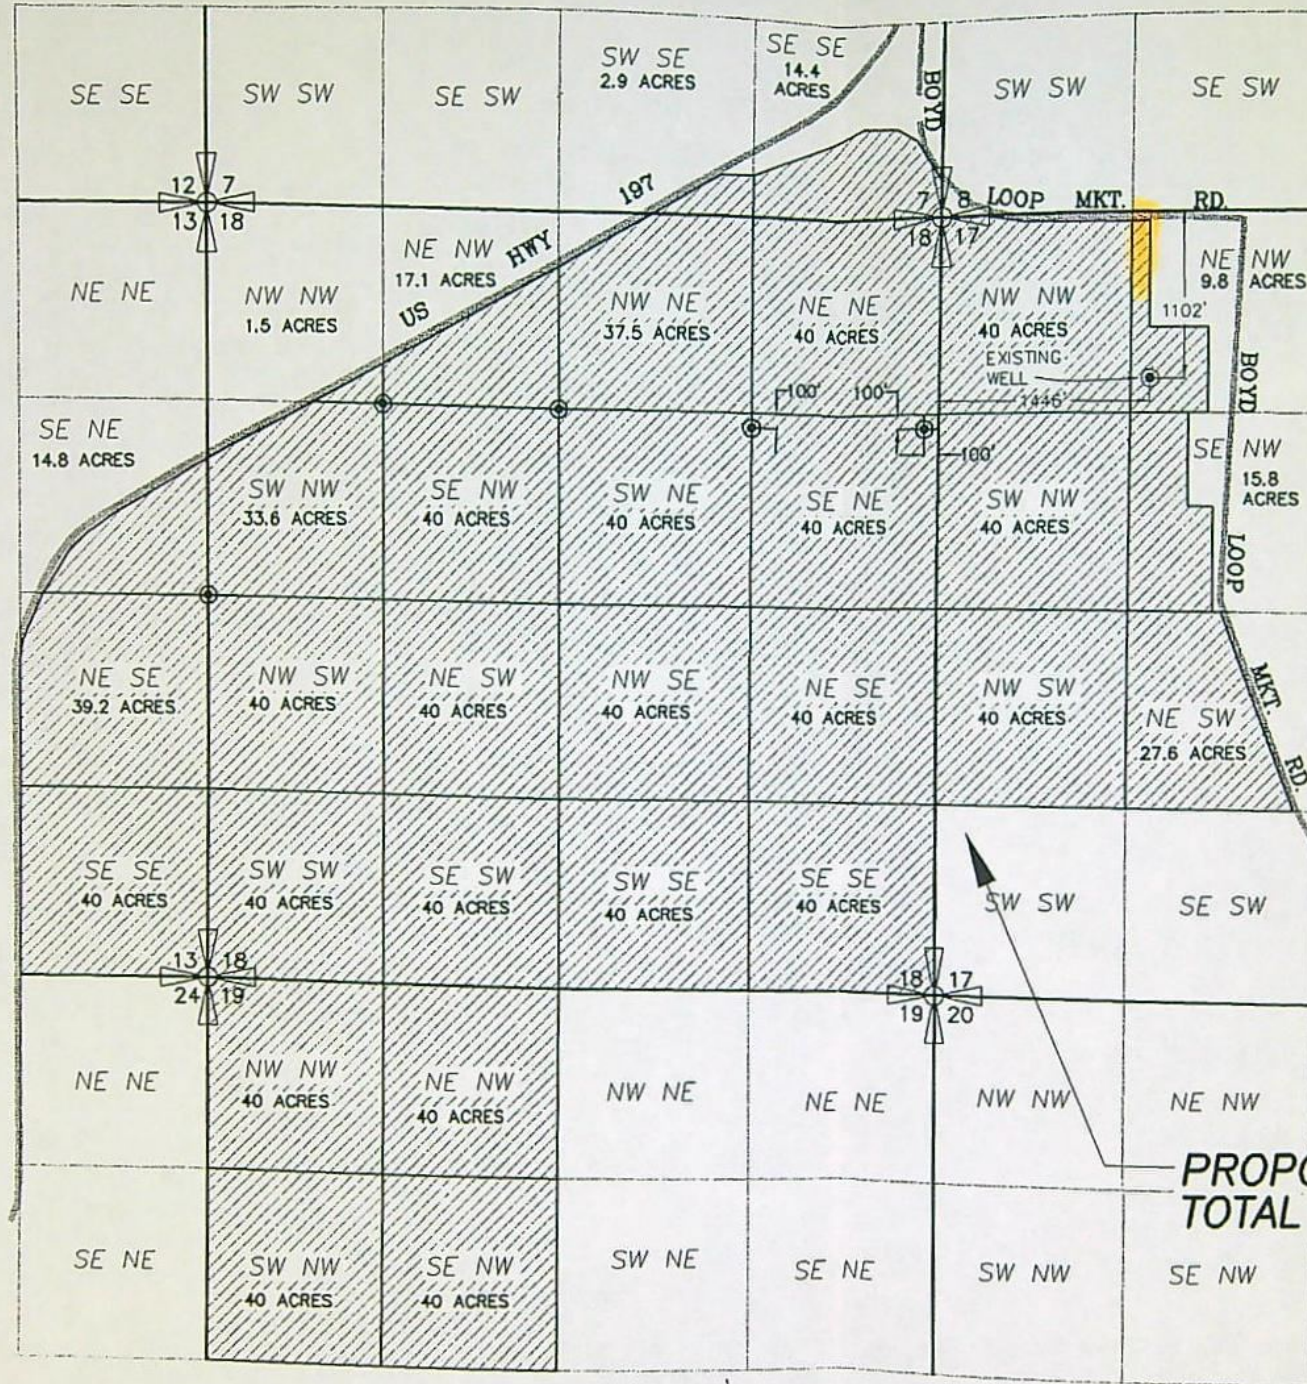 SW SE
2.9 ACRES
SE SE
14.4
ACRES
BOYD
SE SE
SW SW
SE SW
SW SW
SE SW
12 7
13 18
197
HWY
US
7 8
18 17
LOOP MKT. RD.
NE NE
NW NW
1.5 ACRES
NE NW
17.1 ACRES
NW NE
37.5 ACRES
NE NE
40 ACRES
NW NW
40 ACRES
EXISTING
WELL
1446'
1102'
NE NW
9.8 ACRES
BOYD
LOOP
MKT.
RD.
100' 100'
100'
SE NE
14.8 ACRES
SW NW
33.6 ACRES
SE NW
40 ACRES
SW NE
40 ACRES
SE NE
40 ACRES
SW NW
40 ACRES
SE NW
15.8
ACRES
NE SE
39.2 ACRES
NW SW
40 ACRES
NE SW
40 ACRES
NW SE
40 ACRES
NE SE
40 ACRES
NW SW
40 ACRES
NE SW
27.6 ACRES
SE SE
40 ACRES
SW SW
40 ACRES
SE SW
40 ACRES
SW SE
40 ACRES
SE SE
40 ACRES
SW SW
SE SW
13 18
24 19
18 17
19 20
NE NE
NW NW
40 ACRES
NE NW
40 ACRES
NW NE
NE NE
NW NW
NE NW
PROPO
TOTAL
SE NE
SW NW
40 ACRES
SE NW
40 ACRES
SW NE
SE NE
SW NW
SE NW